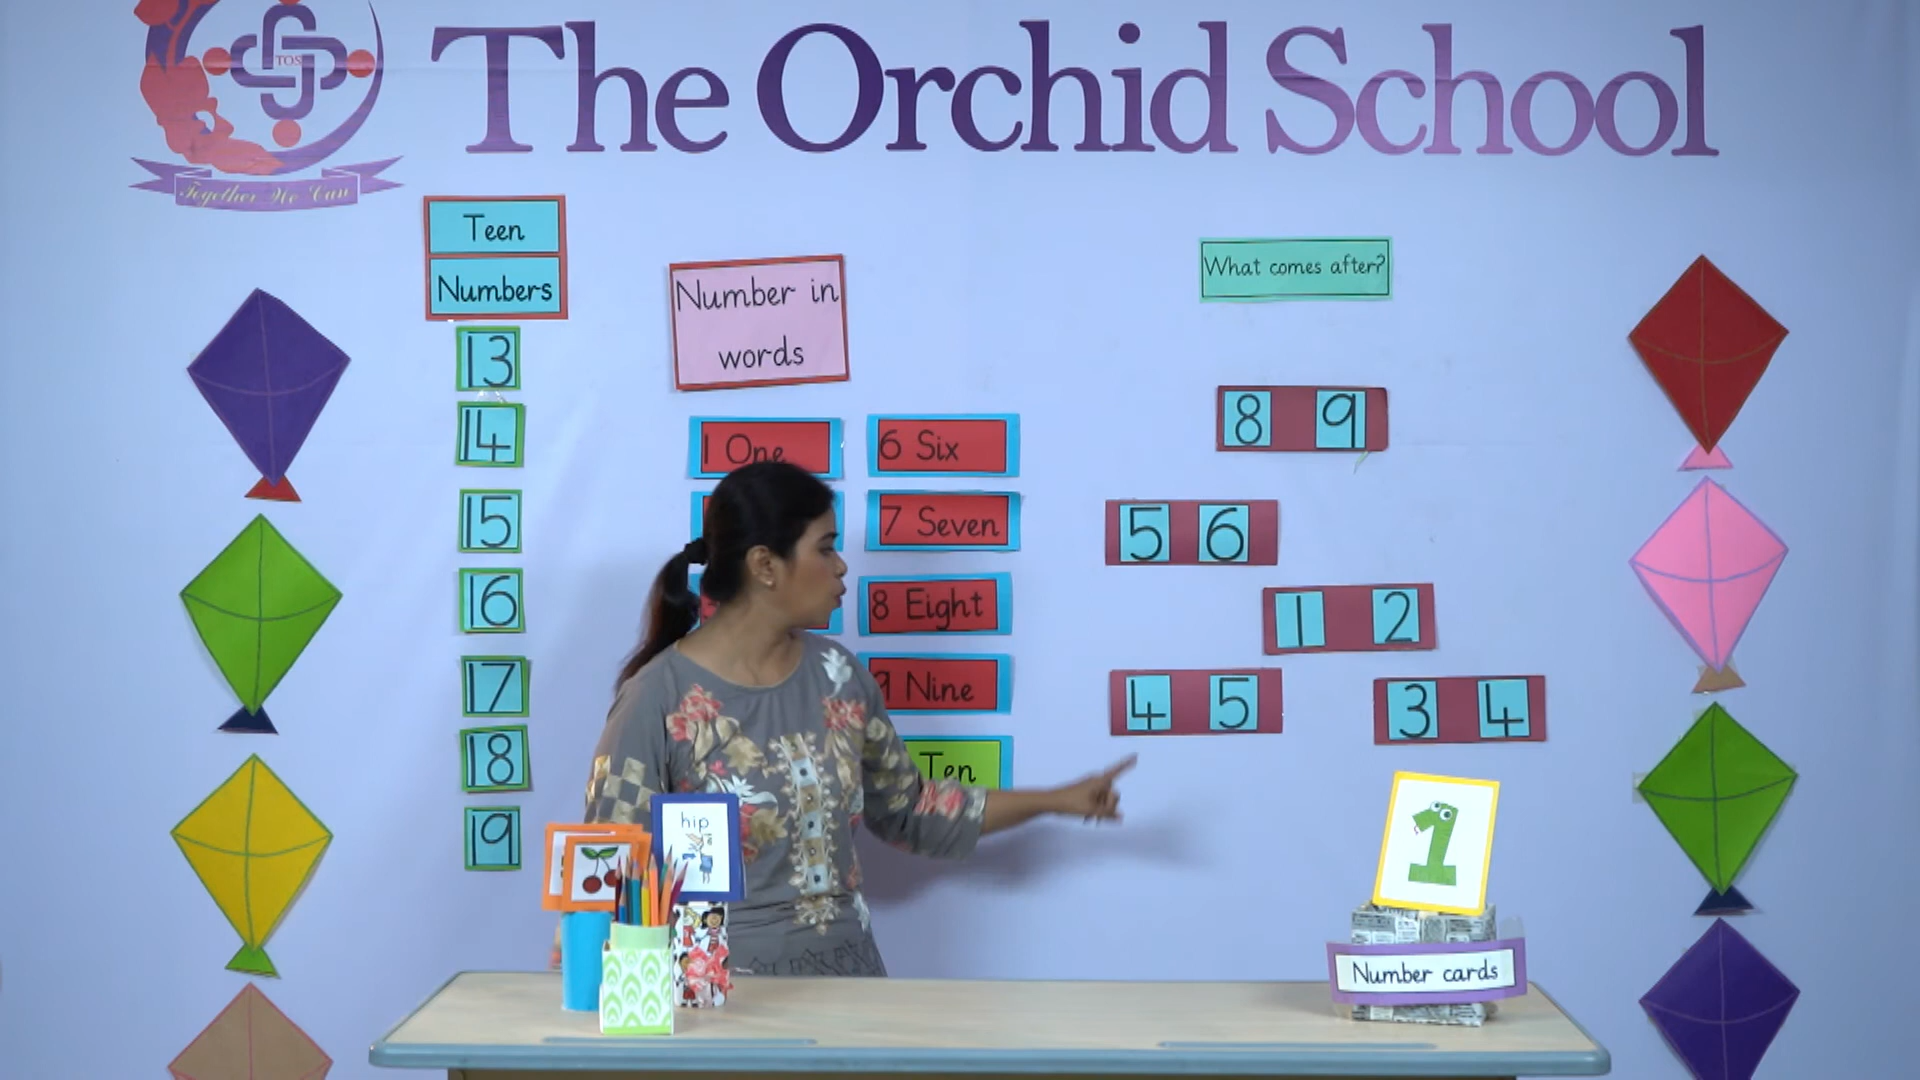 TOS
The Orchid School
Together We Can
Teen
Numbers
13
14
15
16
17
18
19
Number in
words
1 One
6 Six
7 Seven
8 Eight
9 Nine
Ten
What comes after?
8 9
5 6
1 2
4 5
3 4
hip
1
Number cards